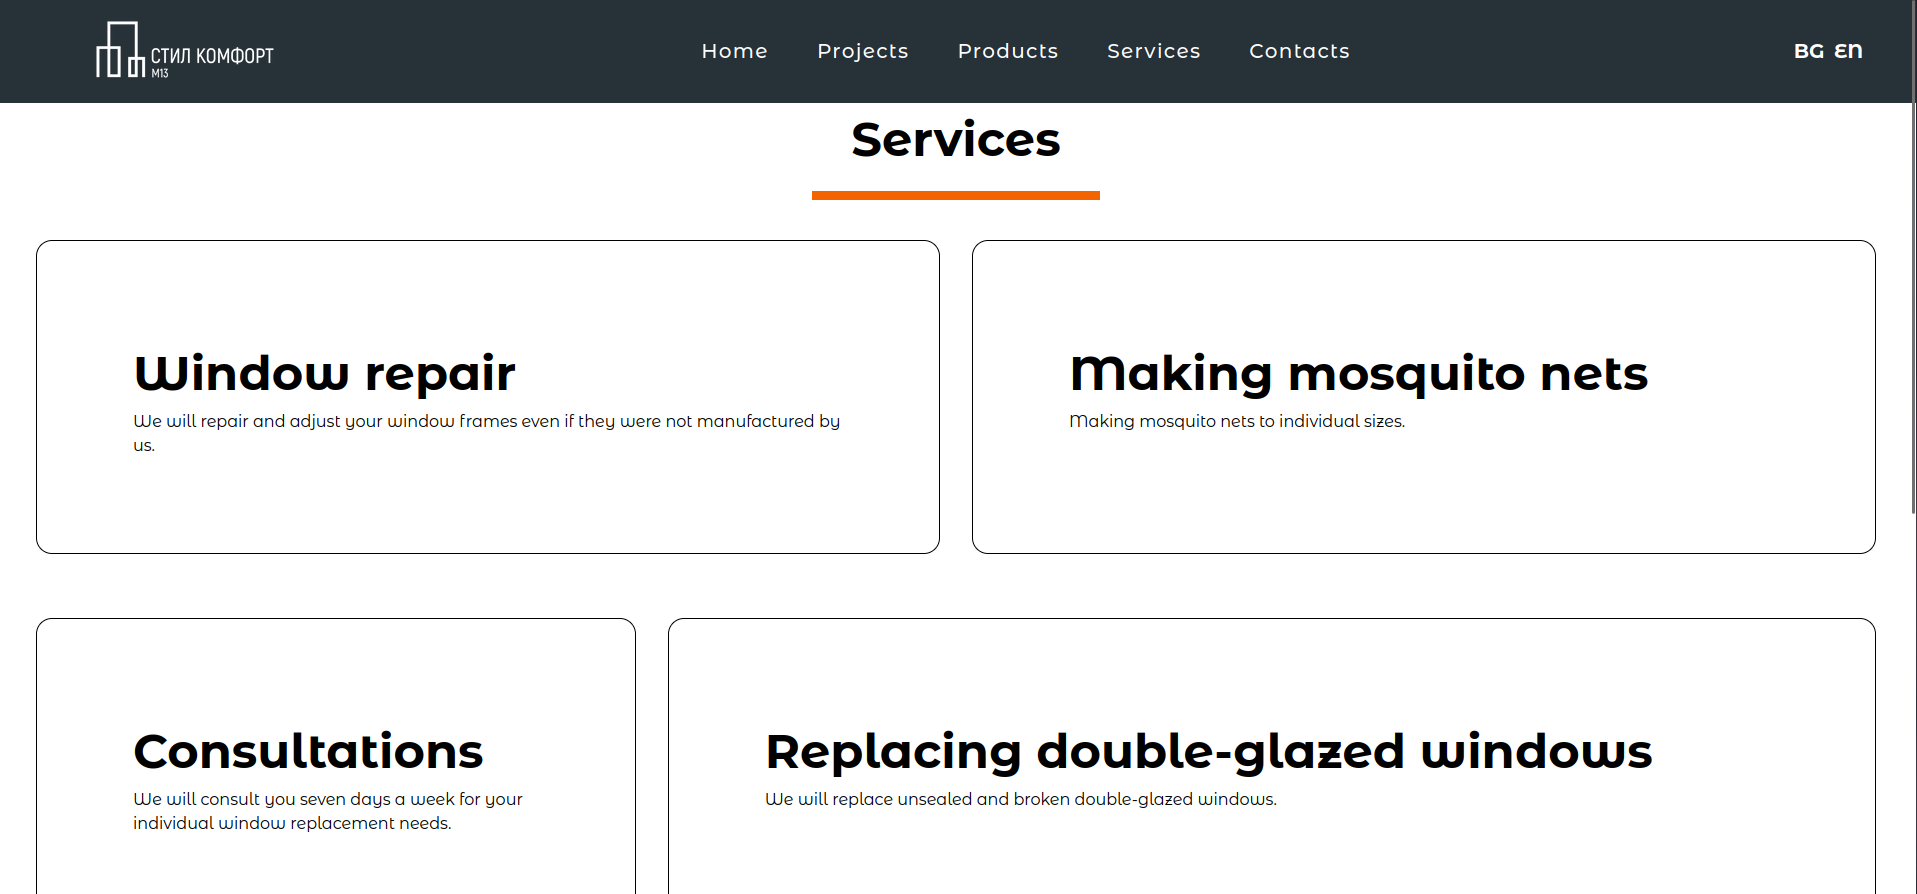 СТИЛ КОМФОРТ
М13
Home
Projects
Products
Services
Contacts
BG EN
Services
Window repair
We will repair and adjust your window frames even if they were not manufactured by
us.
Making mosquito nets
Making mosquito nets to individual sizes.
Consultations
We will consult you seven days a week for your
individual window replacement needs.
Replacing double-glazed windows
We will replace unsealed and broken double-glazed windows.